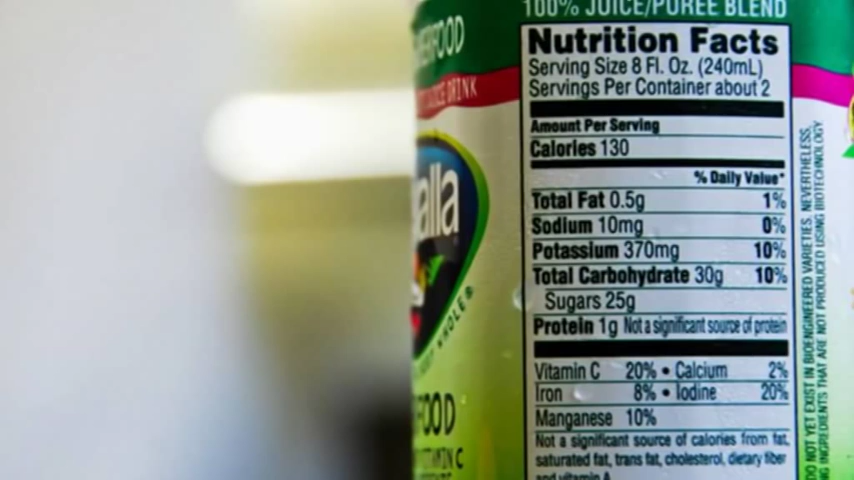 100% JUICE/PUREE BLEND
Nutrition Facts
Serving Size 8 Fl. Oz. (240mL)
Servings Per Container about 2
Amount Per Serving
Calories 130
% Daily Value*
Total Fat 0.5g 1%
Sodium 10mg 0%
Potassium 370mg 10%
Total Carbohydrate 30g 10%
Sugars 25g
Protein 1g Not a significant source of protein
Vitamin C 20% • Calcium 2%
Iron 8% • Iodine 20%
Manganese 10%
Not a significant source of calories from fat,
saturated fat, trans fat, cholesterol, dietary fiber
and vitamin A
DO NOT YET EXIST IN BIOENGINEERED VARIETIES. NEVERTHELESS,
INGREDIENTS THAT ARE NOT PRODUCED USING BIOTECHNOLOGY
DRINK
WHOLE®
VITAMIN C